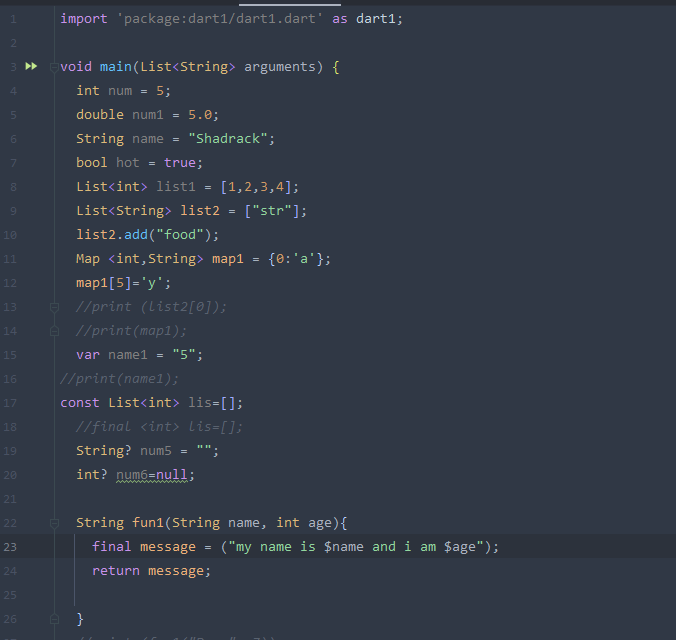 1 import 'package:dart1/dart1.dart' as dart1;
2
3 void main(List<String> arguments) {
4 int num = 5;
5 double num1 = 5.0;
6 String name = "Shadrack";
7 bool hot = true;
8 List<int> list1 = [1,2,3,4];
9 List<String> list2 = ["str"];
10 list2.add("food");
11 Map <int,String> map1 = {0:'a'};
12 map1[5]='y';
13 //print (list2[0]);
14 //print(map1);
15 var name1 = "5";
16 //print(name1);
17 const List<int> lis=[];
18 //final <int> lis=[];
19 String? num5 = "";
20 int? num6=null;
21
22 String fun1(String name, int age){
23 final message = ("my name is $name and i am $age");
24 return message;
25
26 }